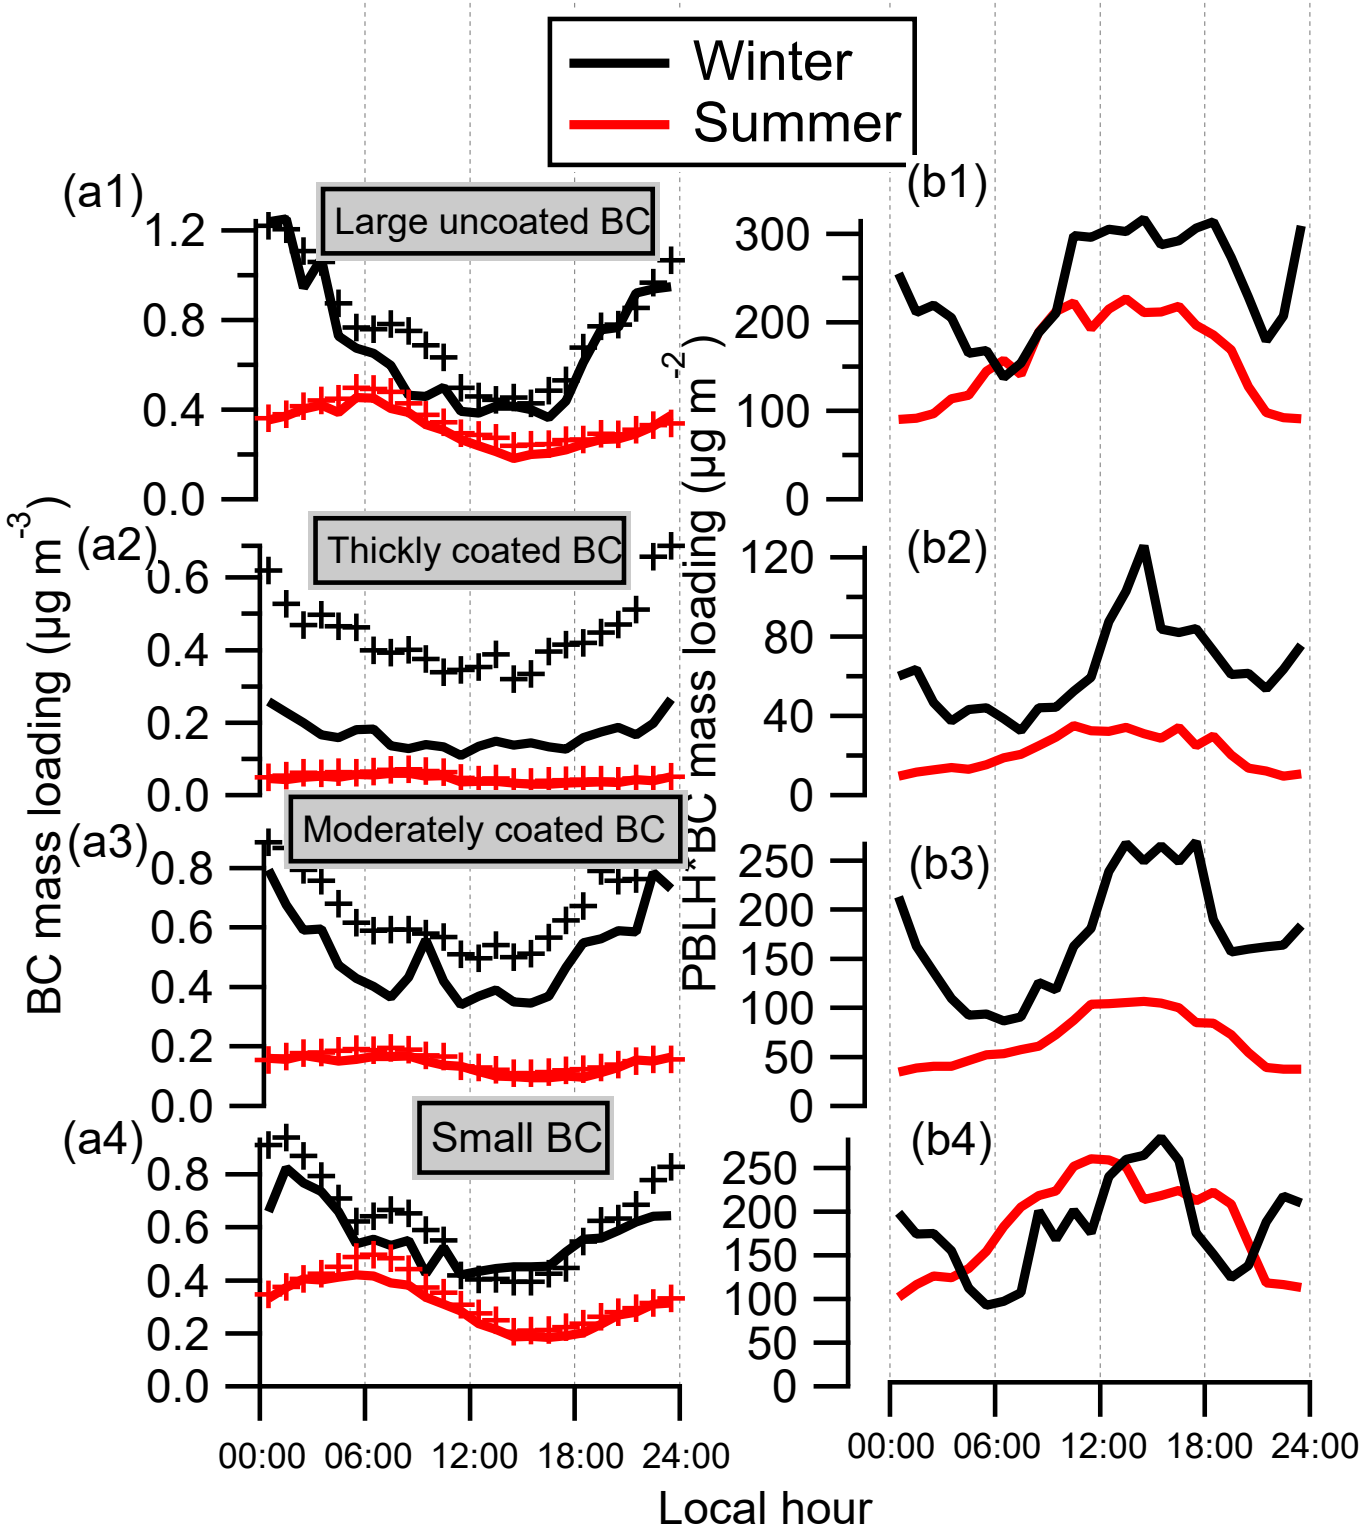 Winter
Summer
(a1)
Large uncoated BC
1.2
0.8
0.4
0.0
(b1)
300
200
100
0
(a2)
Thickly coated BC
0.6
0.4
0.2
0.0
(b2)
120
80
40
0
(a3)
Moderately coated BC
0.8
0.6
0.4
0.2
0.0
(b3)
250
200
150
100
50
0
(a4)
Small BC
0.8
0.6
0.4
0.2
0.0
(b4)
250
200
150
100
50
0
BC mass loading (µg m-3)
PBLH*BC mass loading (µg m-2)
00:00 06:00 12:00 18:00 24:00
00:00 06:00 12:00 18:00 24:00
Local hour